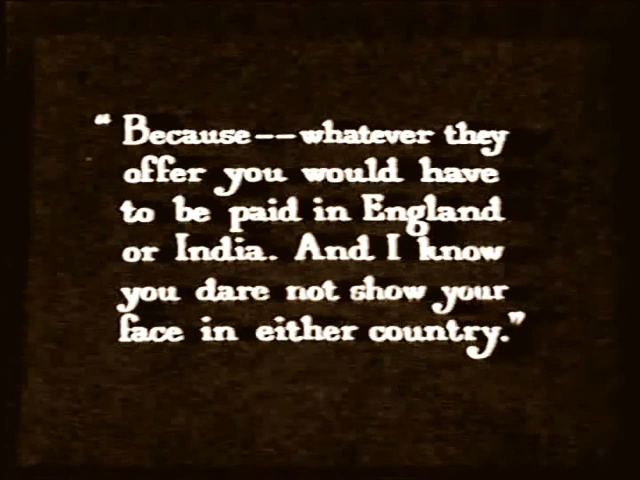 “Because--whatever they
offer you would have
to be paid in England
or India. And I know
you dare not show your
face in either country.”